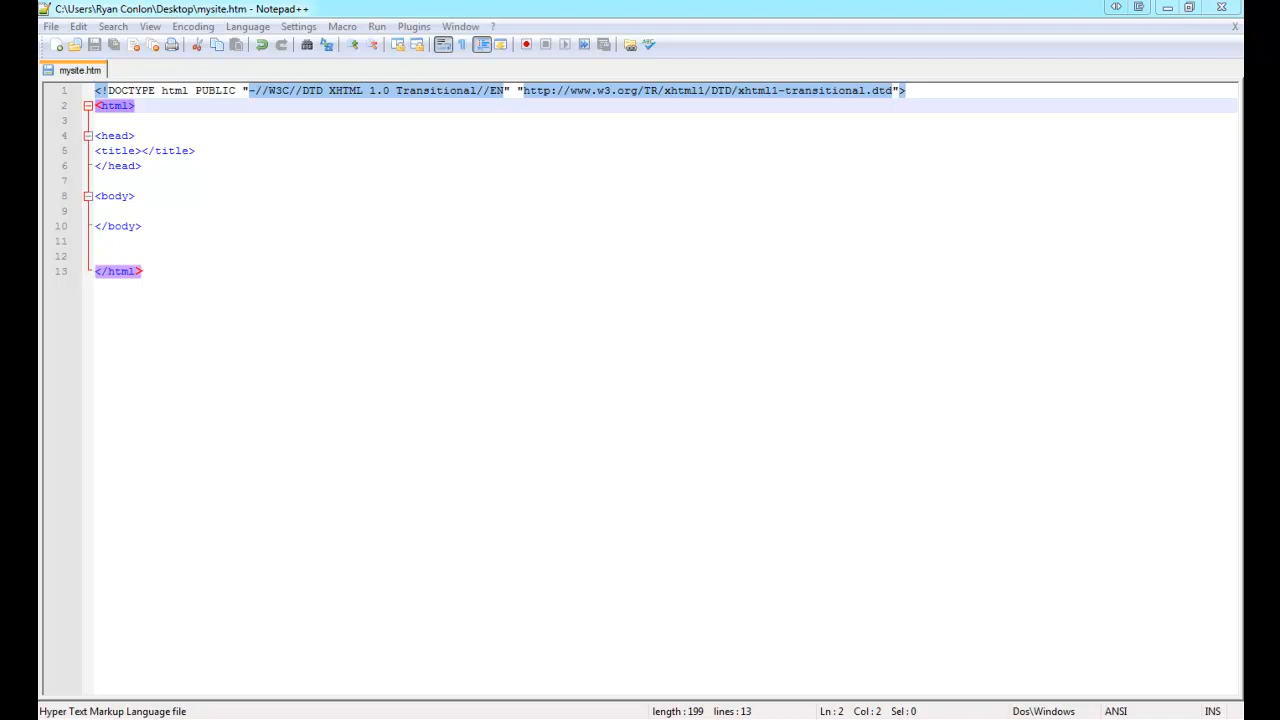 C:\Users\Ryan Conlon\Desktop\mysite.htm - Notepad++
File Edit Search View Encoding Language Settings Macro Run Plugins Window ? X
mysite.htm
1 <!DOCTYPE html PUBLIC "-//W3C//DTD XHTML 1.0 Transitional//EN" "http://www.w3.org/TR/xhtml1/DTD/xhtml1-transitional.dtd">
2 <html>
3
4 <head>
5 <title></title>
6 </head>
7
8 <body>
9
10 </body>
11
12
13 </html>
Hyper Text Markup Language file length : 199 lines : 13 Ln : 2 Col : 2 Sel : 0 Dos\Windows ANSI INS